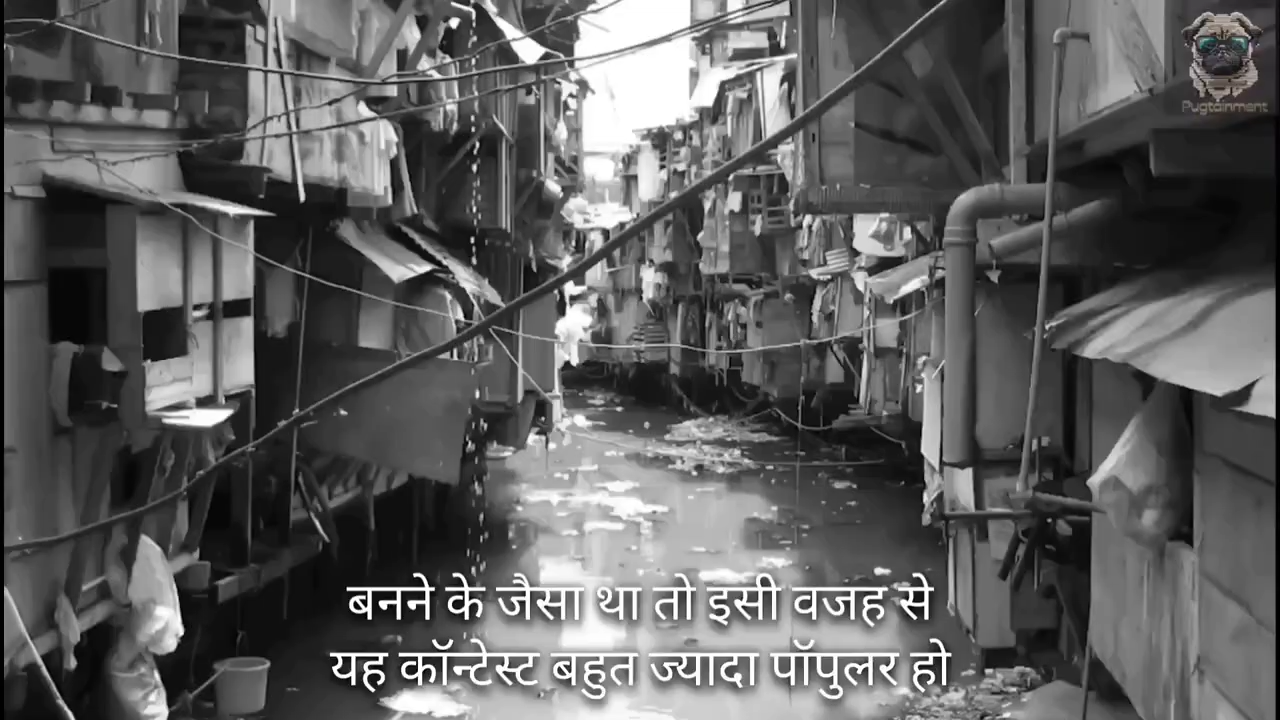 Pugtainment
बनने के जैसा था तो इसी वजह से
यह कॉन्टेस्ट बहुत ज्यादा पॉपुलर हो